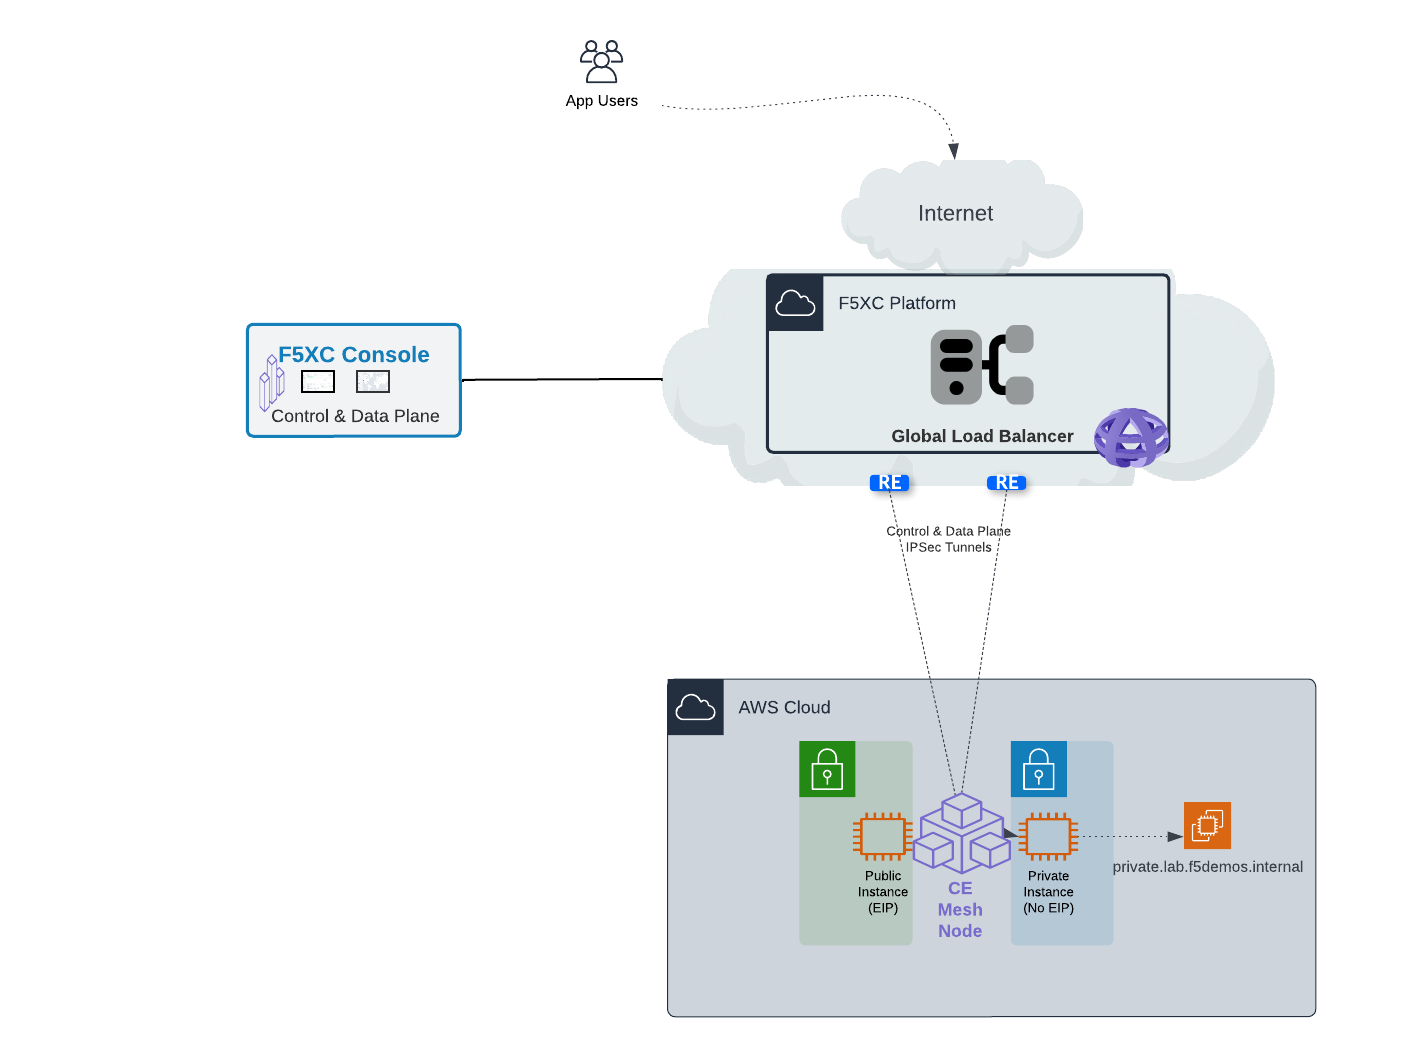 App Users
Internet
F5XC Platform
F5XC Console
Control & Data Plane
Global Load Balancer
RE
RE
Control & Data Plane
IPSec Tunnels
AWS Cloud
Public
Instance
(EIP)
CE
Mesh
Node
Private
Instance
(No EIP)
private.lab.f5demos.internal